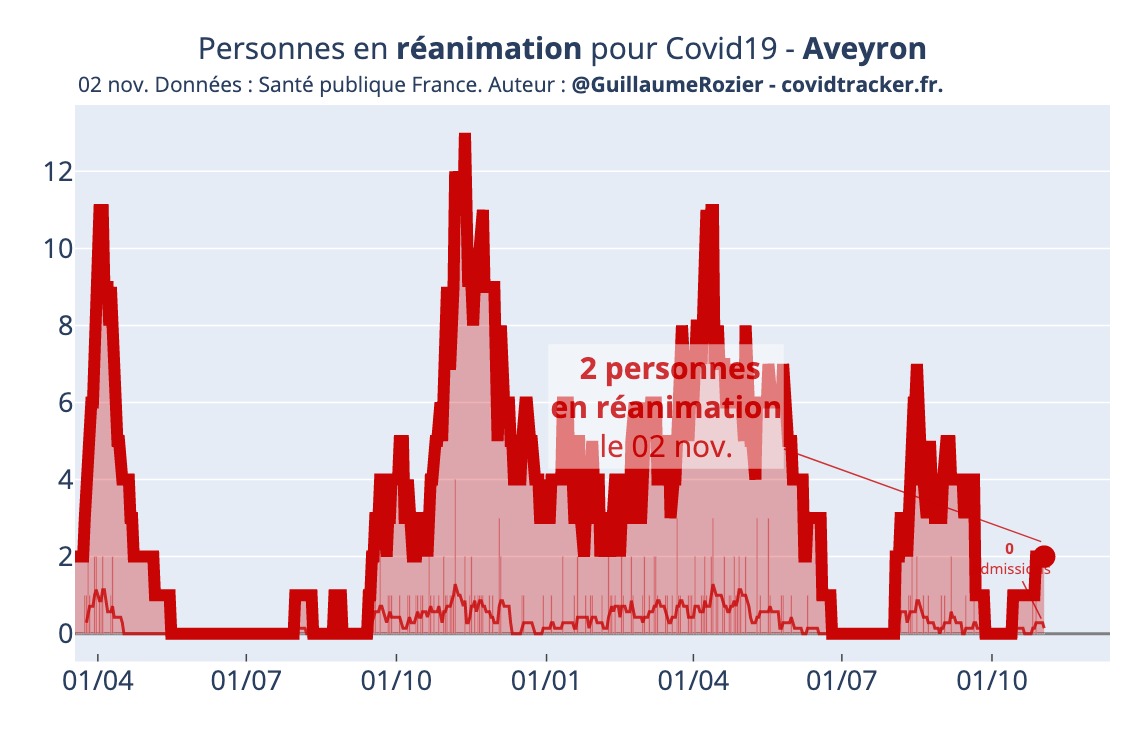 Personnes en réanimation pour Covid19 - Aveyron
02 nov. Données : Santé publique France. Auteur : @GuillaumeRozier - covidtracker.fr.
12
10
8
6
4
2
0
2 personnes
en réanimation
le 02 nov.
0
admissions
01/04
01/07
01/10
01/01
01/04
01/07
01/10